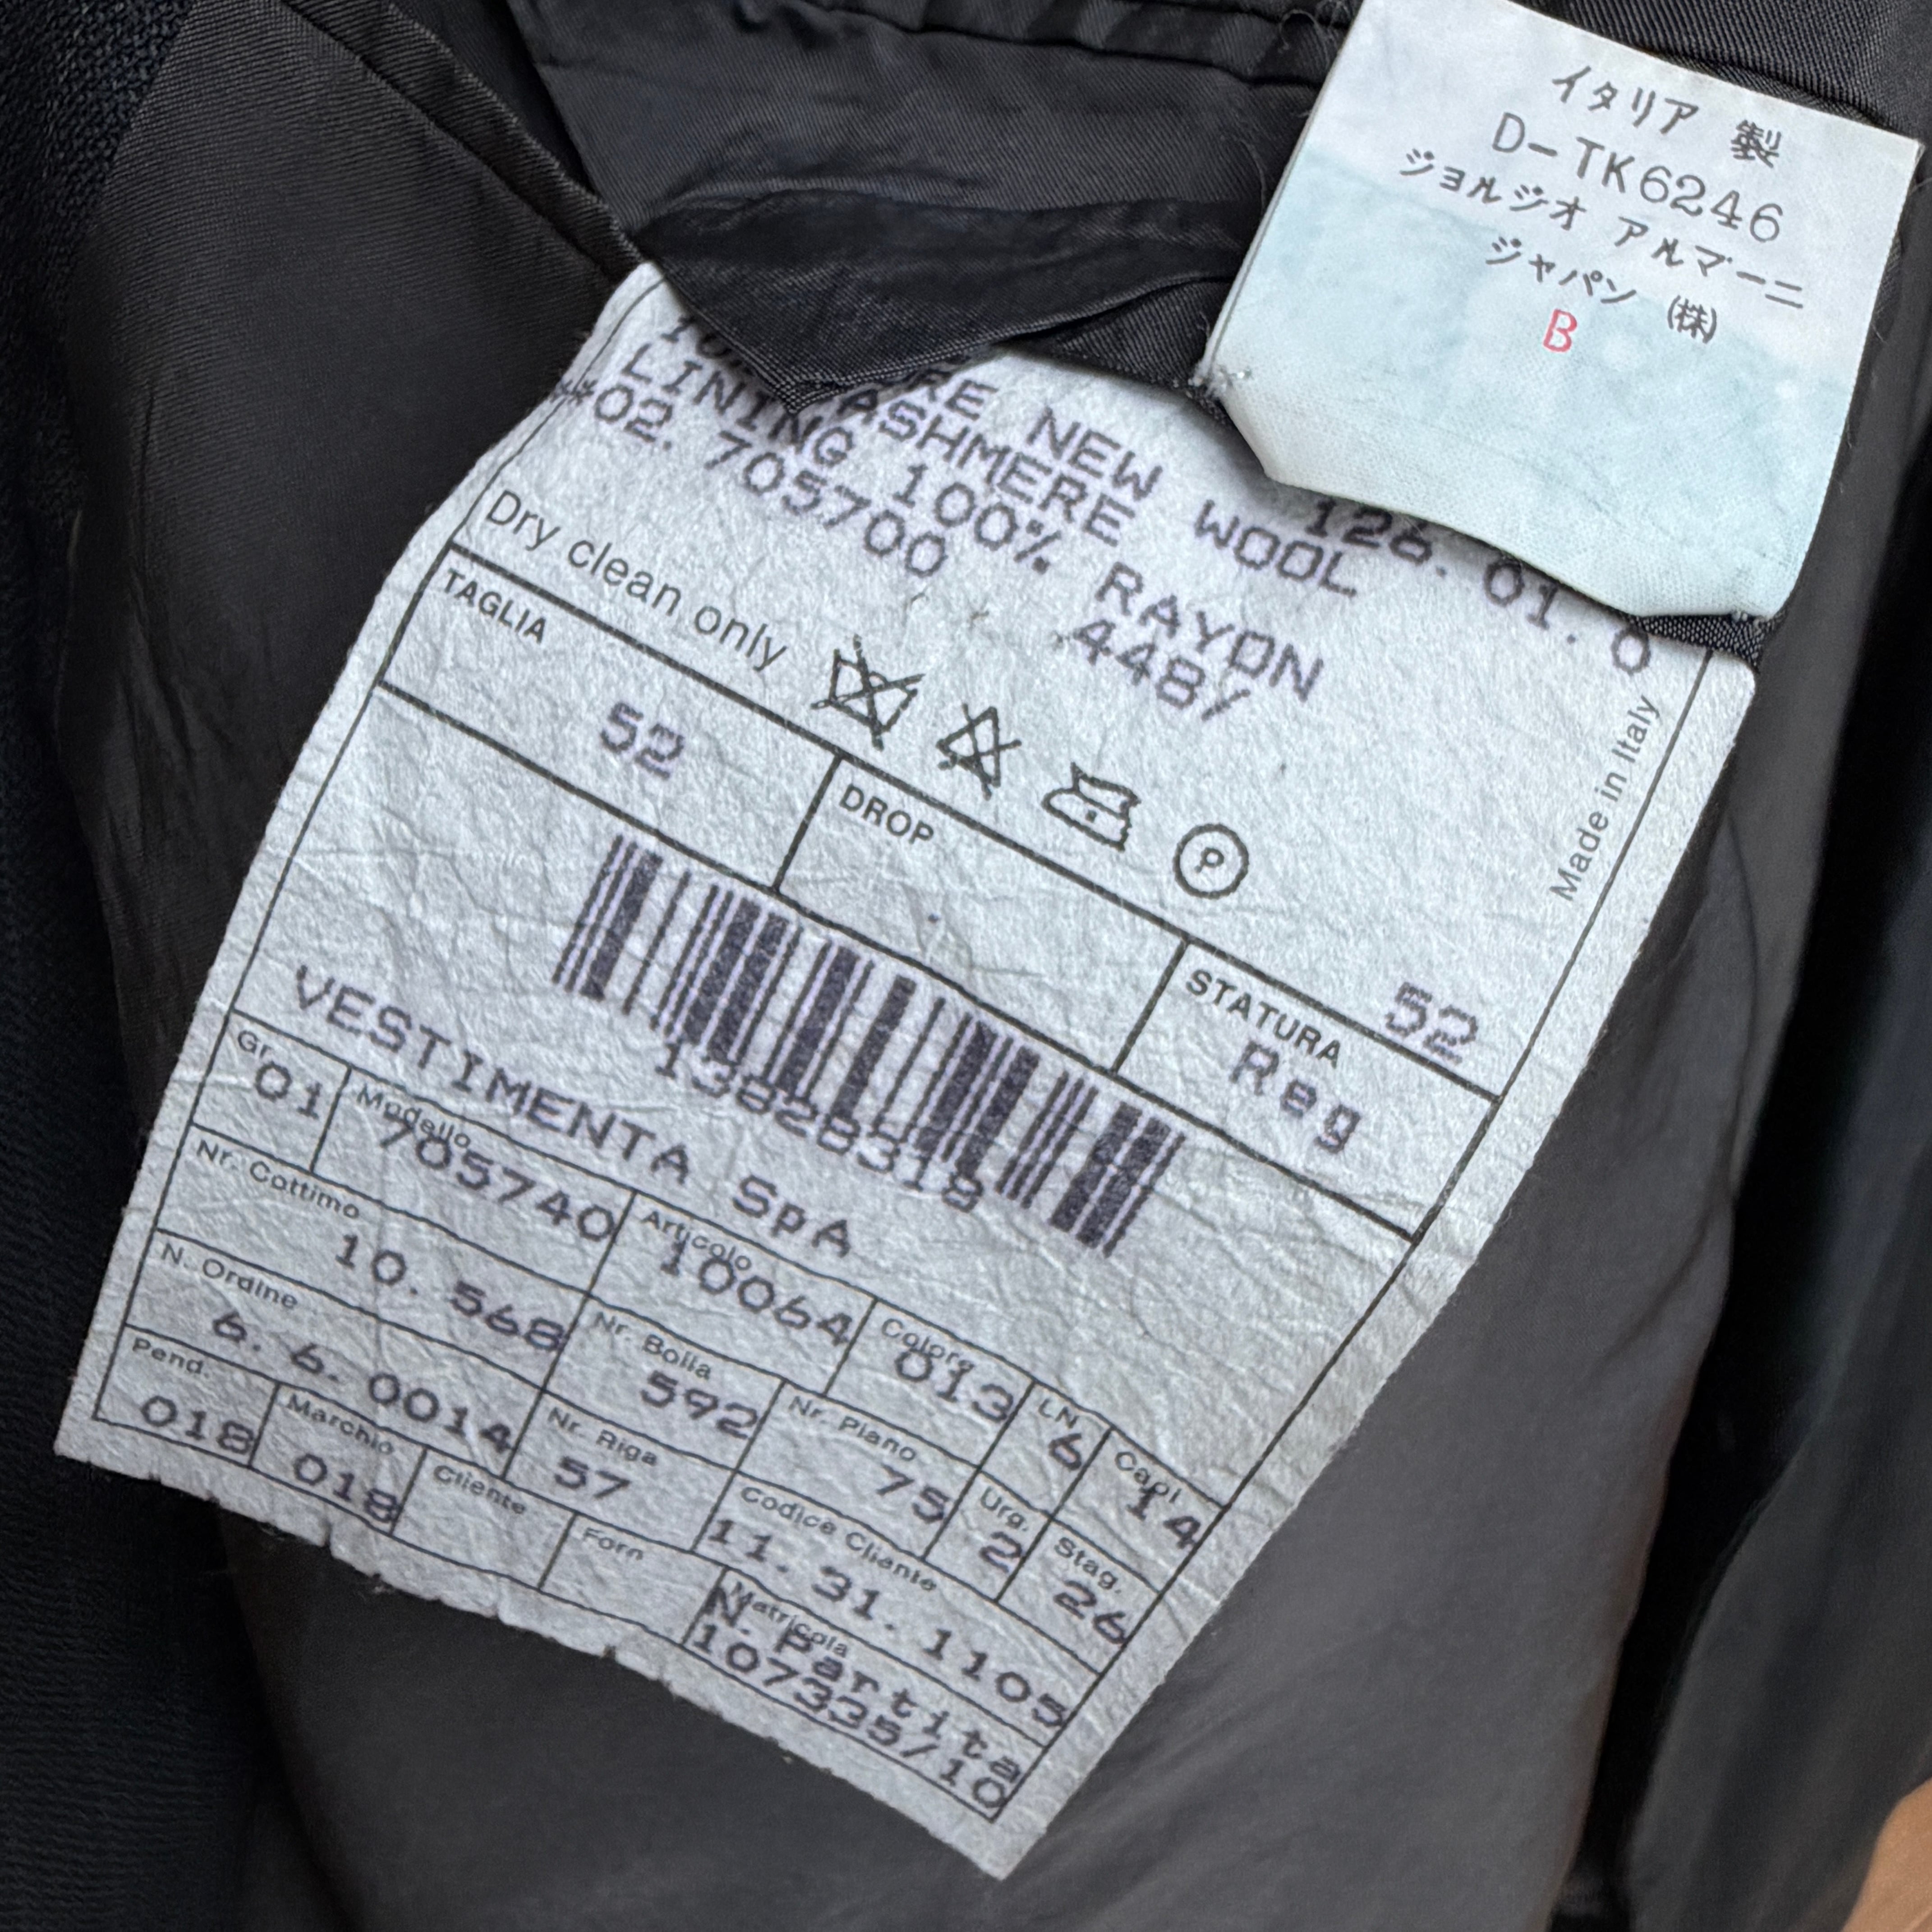 イタリア 製
D-TK6246
ジョルジオ アルマーニ
ジャパン (株)
B
126. 01. 0
NEW WOOL
CASHMERE
LINING 100% RAYON
**02. 705700 448/
Dry clean only
P
Made in Italy
TAGLIA
52
DROP
52
STATURA
Reg
13828318
VESTIMENTA SpA
Gr. 01
Modello 705740
Articolo 10064
Colore 013
LN 6
Capi 14
Nr. Cottimo 10. 568
Nr. Bolla 592
Nr. Piano 75
Urg. 2
Stag. 26
N. Ordine 6. 6. 0014
Nr. Riga 57
Codice Cliente 11. 31. 1105
Pend. 018
Marchio 018
Cliente
Forn
Matricola
N. Partita
107335/10